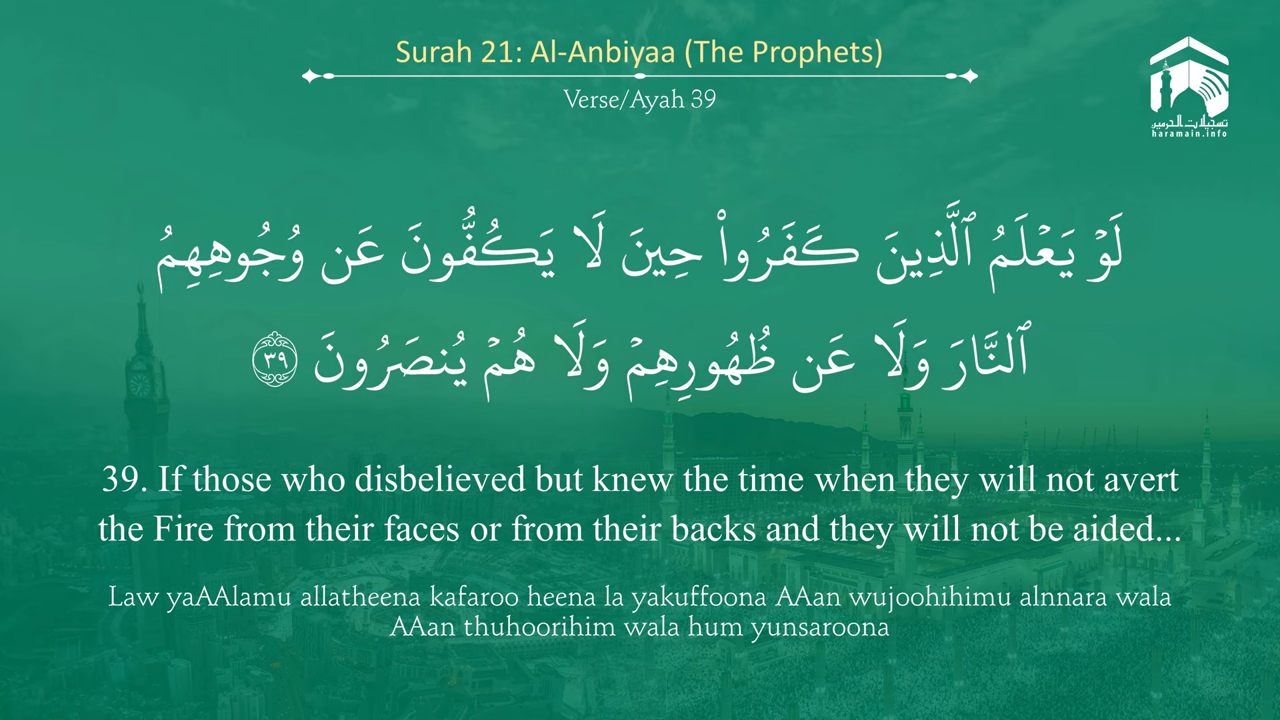 Surah 21: Al-Anbiyaa (The Prophets)
Verse/Ayah 39
تسجيلات الحرمين
haramain.info
لَوۡ يَعۡلَمُ ٱلَّذِينَ كَفَرُواْ حِينَ لَا يَكُفُّونَ عَن وُجُوهِهِمُ
ٱلنَّارَ وَلَا عَن ظُهُورِهِمۡ وَلَا هُمۡ يُنصَرُونَ ٣٩
39. If those who disbelieved but knew the time when they will not avert
the Fire from their faces or from their backs and they will not be aided...
Law yaAAlamu allatheena kafaroo heena la yakuffoona AAan wujoohihimu alnnara wala
AAan thuhoorihim wala hum yunsaroona